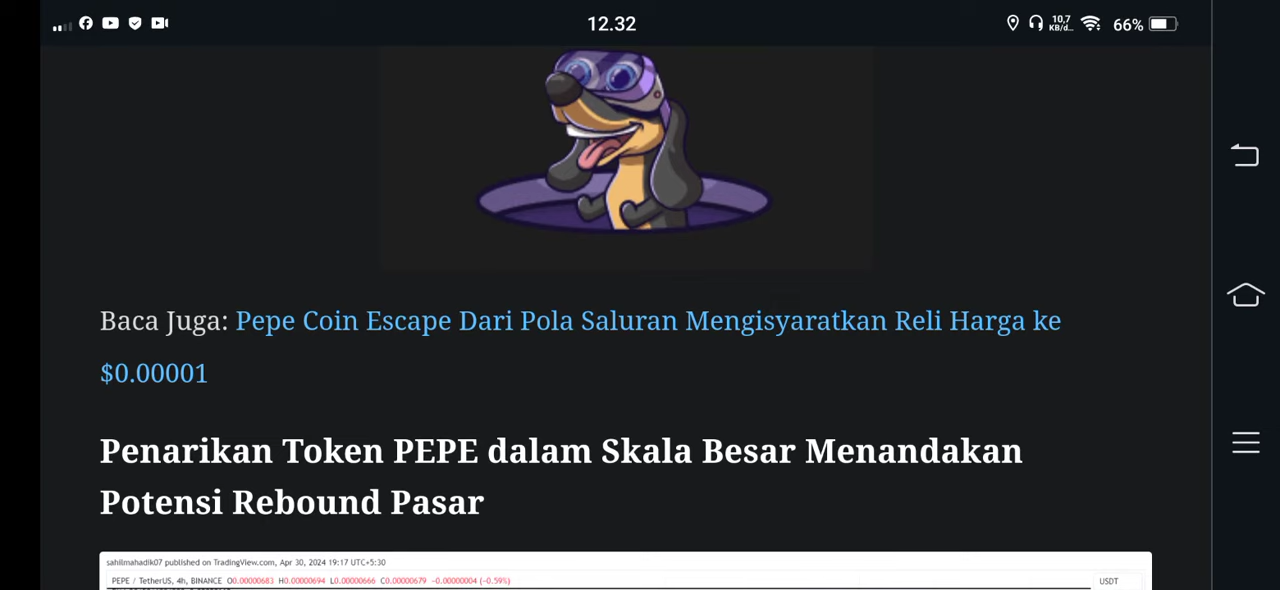 12.32
10,7
KB/d...
66%
Baca Juga: Pepe Coin Escape Dari Pola Saluran Mengisyaratkan Reli Harga ke
$0.00001
Penarikan Token PEPE dalam Skala Besar Menandakan
Potensi Rebound Pasar
sahilmahadik07 published on TradingView.com, Apr 30, 2024 19:17 UTC+5:30
PEPE / TetherUS, 4h, BINANCE O0.00000683 H0.00000694 L0.00000666 C0.00000679 -0.00000004 (-0.59%)
USDT